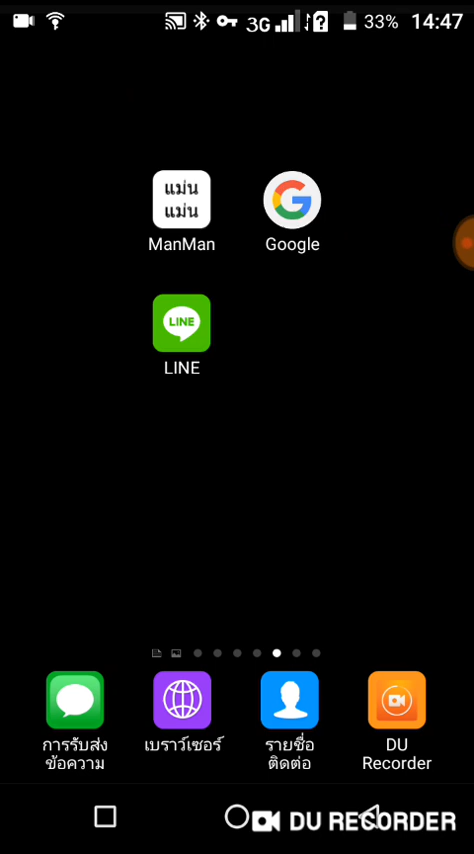 3G 33% 14:47
แม่น
แม่น
ManMan
Google
LINE
LINE
การรับส่ง
ข้อความ
เบราว์เซอร์
รายชื่อ
ติดต่อ
DU
Recorder
DU RECORDER